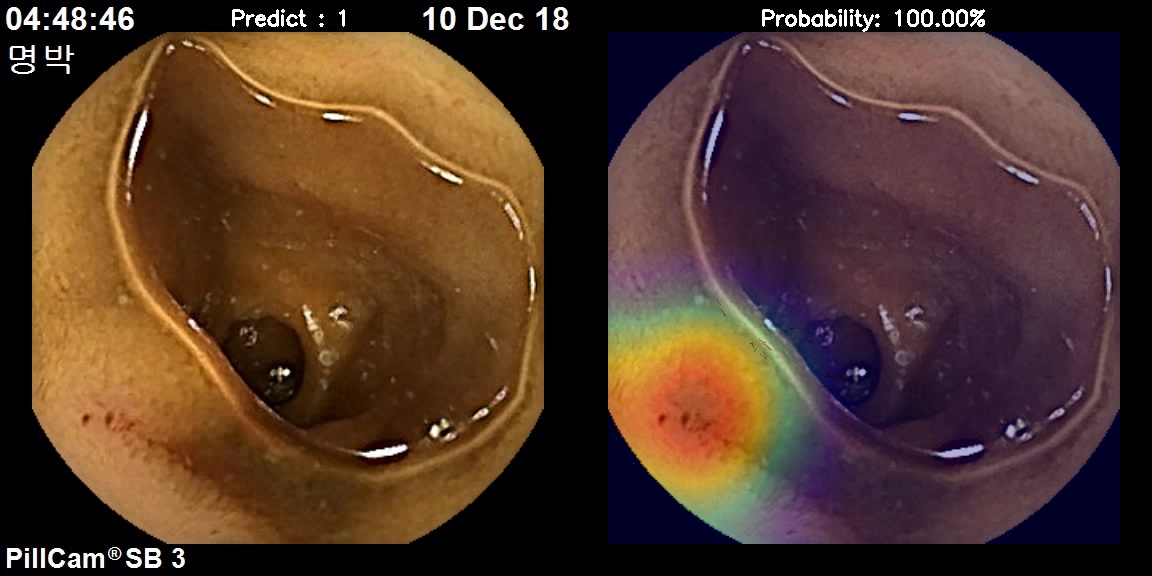 04:48:46
Predict : 1
10 Dec 18
Probability: 100.00%
명박
PillCam® SB 3